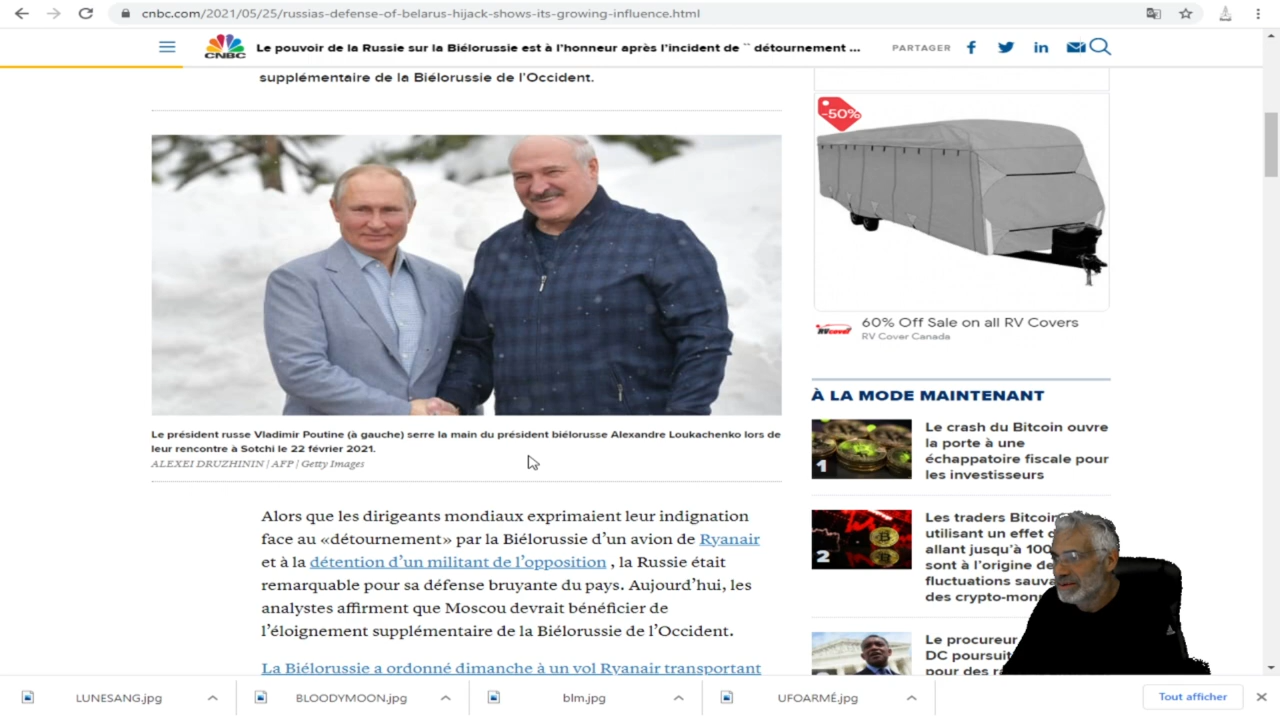 cnbc.com/2021/05/25/russias-defense-of-belarus-hijack-shows-its-growing-influence.html
CNBC
Le pouvoir de la Russie sur la Biélorussie est à l'honneur après l'incident de `` détournement ...
PARTAGER
supplémentaire de la Biélorussie de l'Occident.
Le président russe Vladimir Poutine (à gauche) serre la main du président biélorusse Alexandre Loukachenko lors de
leur rencontre à Sotchi le 22 février 2021.
ALEXEI DRUZHININ | AFP | Getty Images
Alors que les dirigeants mondiaux exprimaient leur indignation
face au «détournement» par la Biélorussie d'un avion de Ryanair
et à la détention d'un militant de l'opposition , la Russie était
remarquable pour sa défense bruyante du pays. Aujourd'hui, les
analystes affirment que Moscou devrait bénéficier de
l'éloignement supplémentaire de la Biélorussie de l'Occident.
La Biélorussie a ordonné dimanche à un vol Ryanair transportant
-50%
60% Off Sale on all RV Covers
RV Cover Canada
À LA MODE MAINTENANT
1
Le crash du Bitcoin ouvre
la porte à une
échappatoire fiscale pour
les investisseurs
2
Les traders Bitcoin
utilisant un effet
allant jusqu'à 100
sont à l'origine de
fluctuations
des
Le procureur
DC
pour des
LUNESANG.jpg
BLOODYMOON.jpg
blm.jpg
UFOARMÉ.jpg
Tout afficher